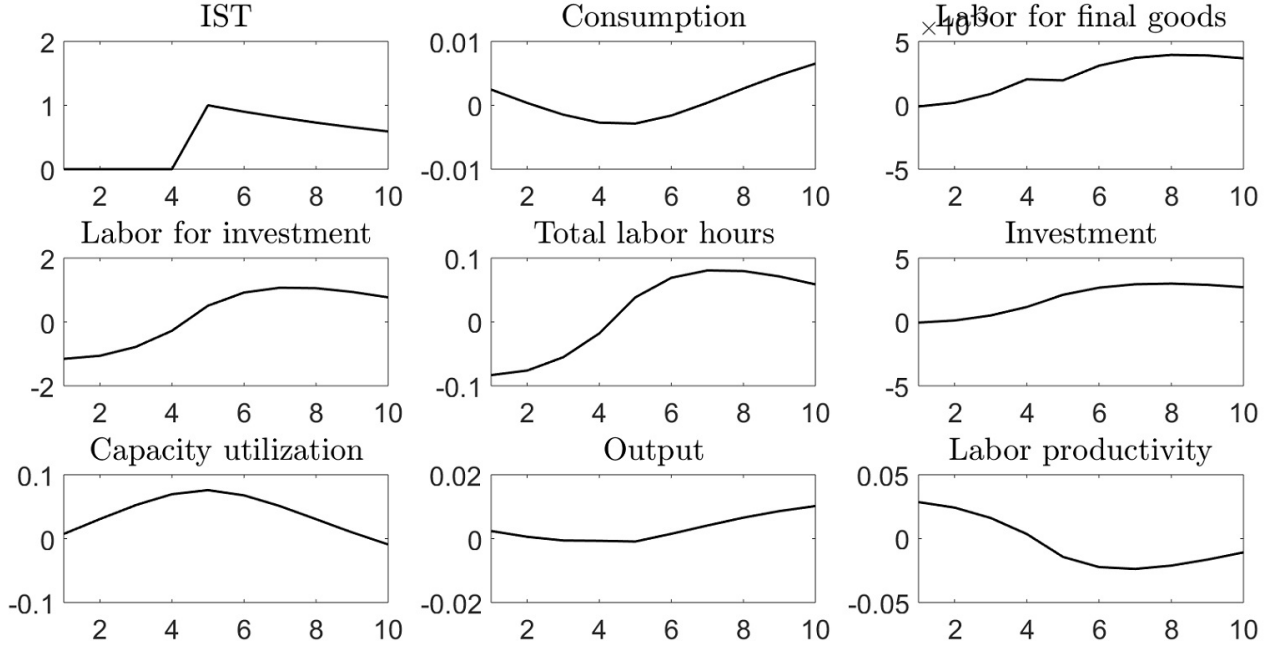 IST
Consumption
Labor for final goods
×10⁻³
2
1
0
2 4 6 8 10
0.01
0
-0.01
2 4 6 8 10
5
0
-5
2 4 6 8 10
Labor for investment
Total labor hours
Investment
2
0
-2
2 4 6 8 10
0.1
0
-0.1
2 4 6 8 10
5
0
-5
2 4 6 8 10
Capacity utilization
Output
Labor productivity
0.1
0
-0.1
2 4 6 8 10
0.02
0
-0.02
2 4 6 8 10
0.05
0
-0.05
2 4 6 8 10